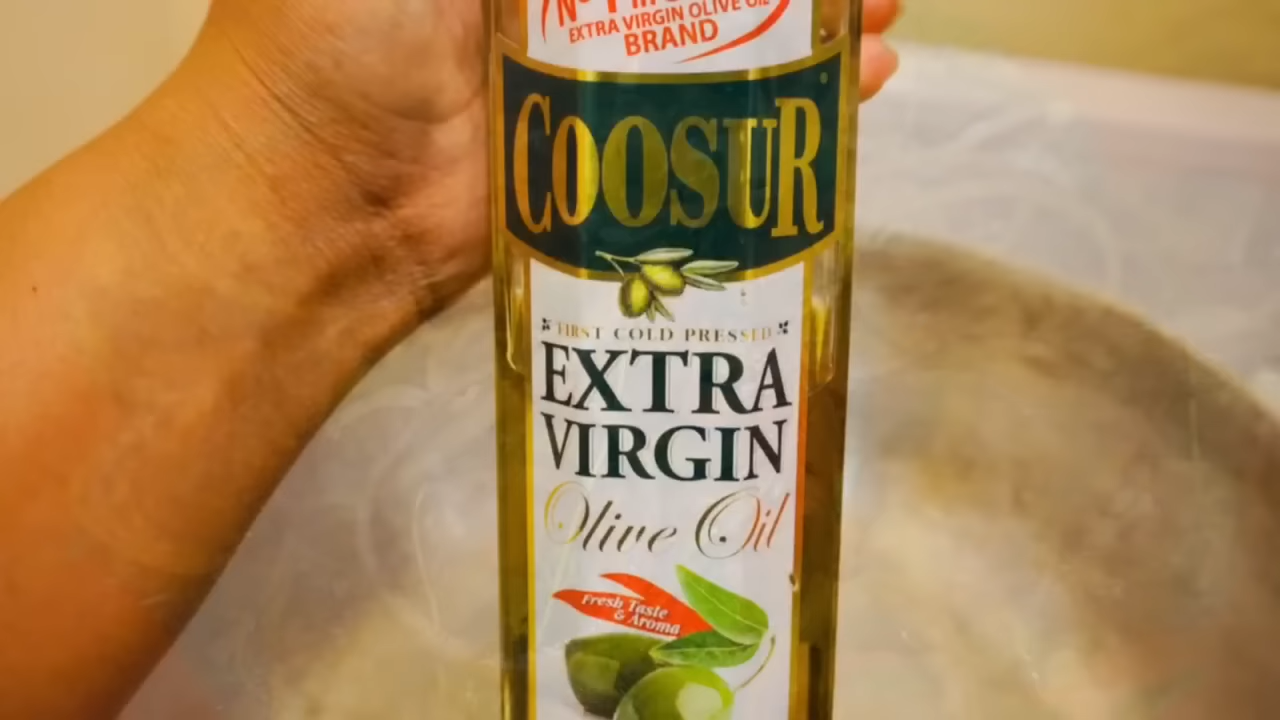 EXTRA VIRGIN OLIVE OIL
BRAND
COOSUR
FIRST COLD PRESSED
EXTRA
VIRGIN
Olive Oil
Fresh Taste
& Aroma